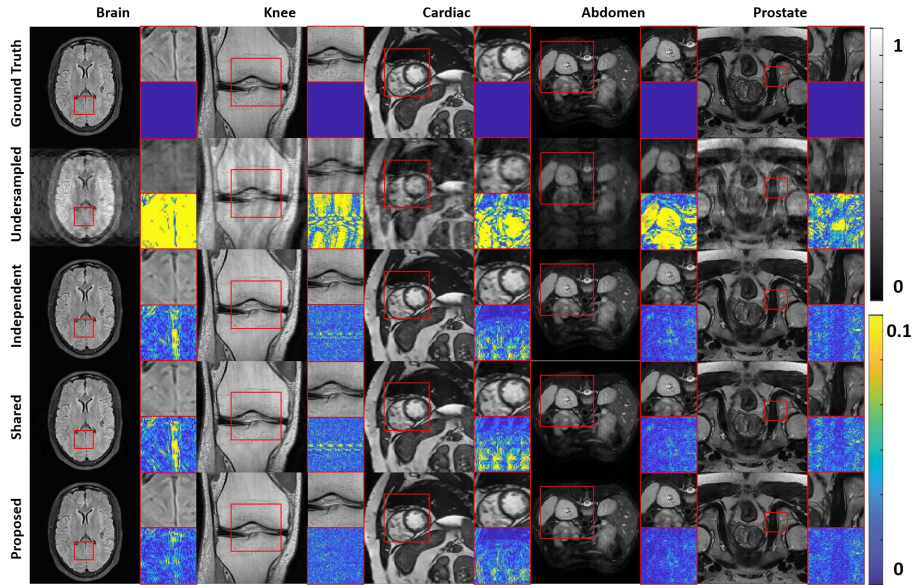 Brain Knee Cardiac Abdomen Prostate
Ground Truth
Undersampled
Independent
Shared
Proposed
1
0
0.1
0